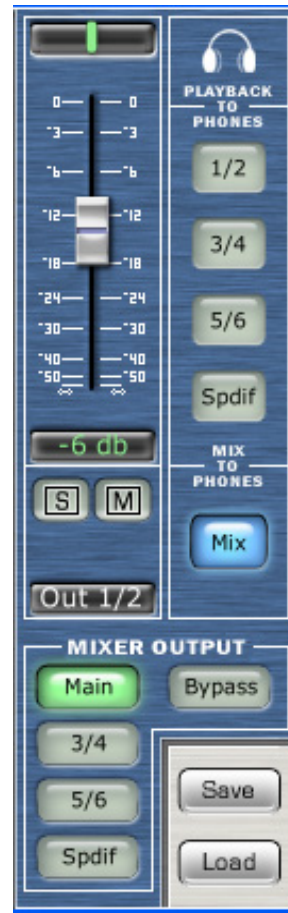 PLAYBACK
TO
PHONES
0 0
-3 -3
-6 -6
-12 -12
-18 -18
-24 -24
-30 -30
-40 -40
-50 -50
∞ ∞
-6 db
S M
Out 1/2
1/2
3/4
5/6
Spdif
MIX
TO
PHONES
Mix
MIXER OUTPUT
Main
Bypass
3/4
5/6
Spdif
Save
Load